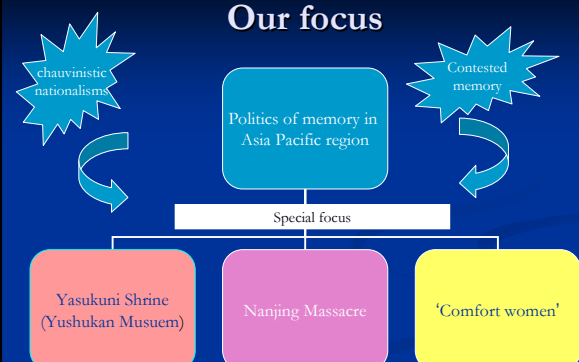 Our focus
chauvinistic
nationalisms
Contested
memory
Politics of memory in
Asia Pacific region
Special focus
Yasukuni Shrine
(Yushukan Musuem)
Nanjing Massacre
‘Comfort women’